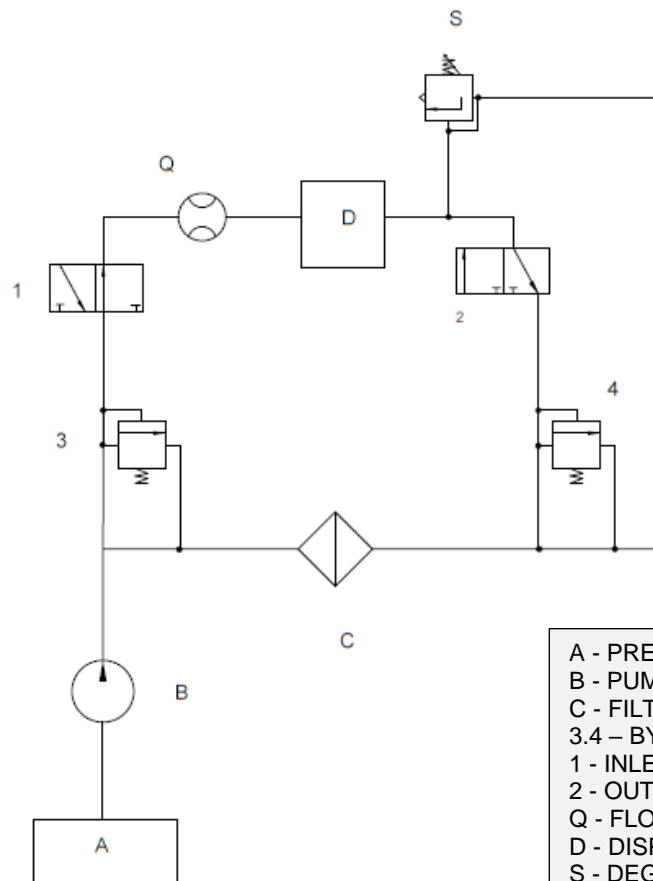 S
Q
D
1
2
3
4
C
B
A
A - PRE
B - PUM
C - FILT
3.4 – BY
1 - INLE
2 - OUT
Q - FLO
D - DISP
S - DEG